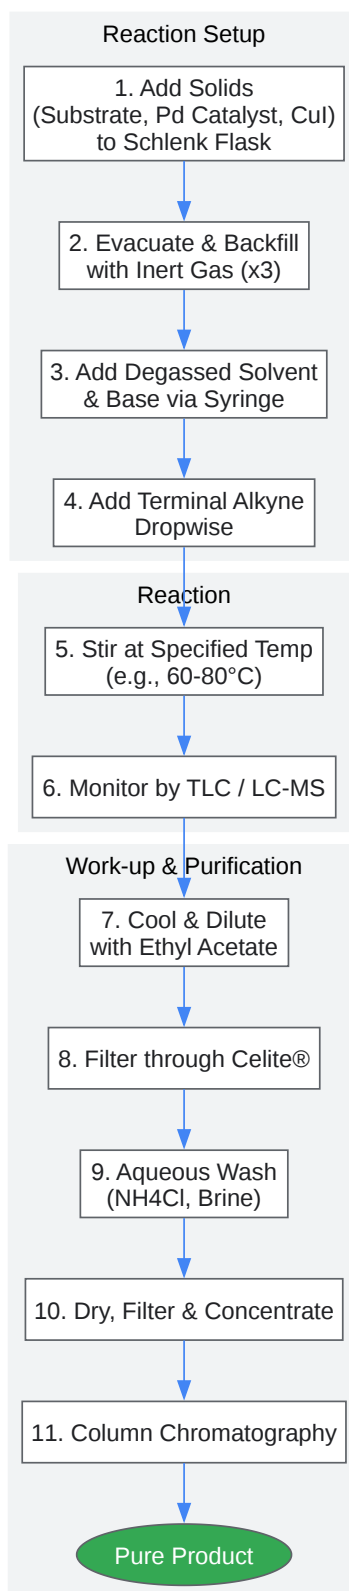 Reaction Setup
1. Add Solids
(Substrate, Pd Catalyst, CuI)
to Schlenk Flask
2. Evacuate & Backfill
with Inert Gas (x3)
3. Add Degassed Solvent
& Base via Syringe
4. Add Terminal Alkyne
Dropwise
Reaction
5. Stir at Specified Temp
(e.g., 60-80°C)
6. Monitor by TLC / LC-MS
Work-up & Purification
7. Cool & Dilute
with Ethyl Acetate
8. Filter through Celite®
9. Aqueous Wash
(NH4Cl, Brine)
10. Dry, Filter & Concentrate
11. Column Chromatography
Pure Product